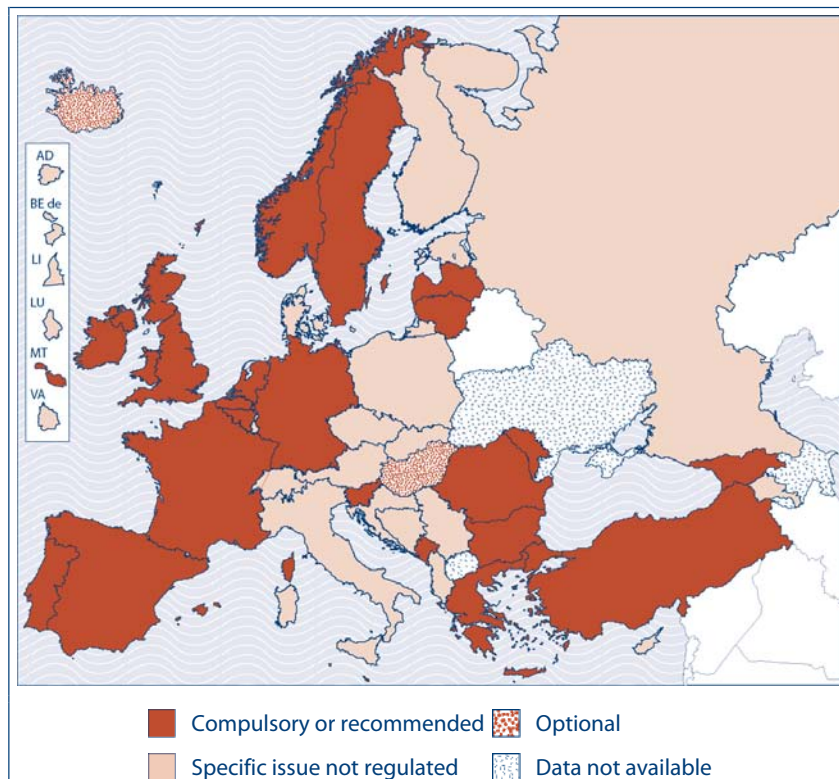 AD
BE de
LI
LU
MT
VA
Compulsory or recommended
Optional
Specific issue not regulated
Data not available